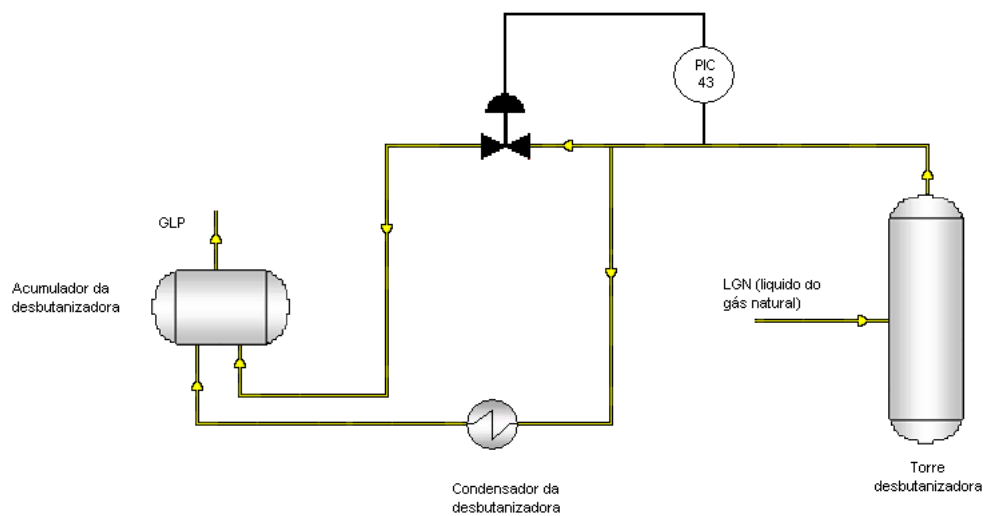 PIC
43
GLP
Acumulador da
desbutanizadora
LGN (liquido do
gás natural)
Condensador da
desbutanizadora
Torre
desbutanizadora